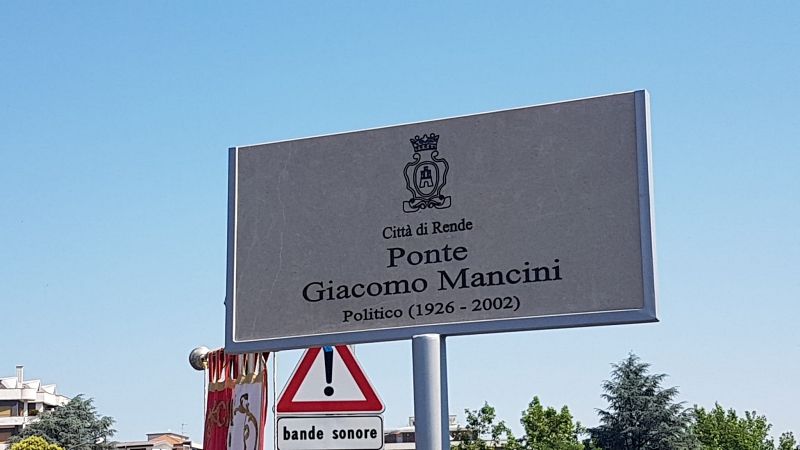 Città di Rende
Ponte
Giacomo Mancini
Politico (1926 - 2002)
bande sonore